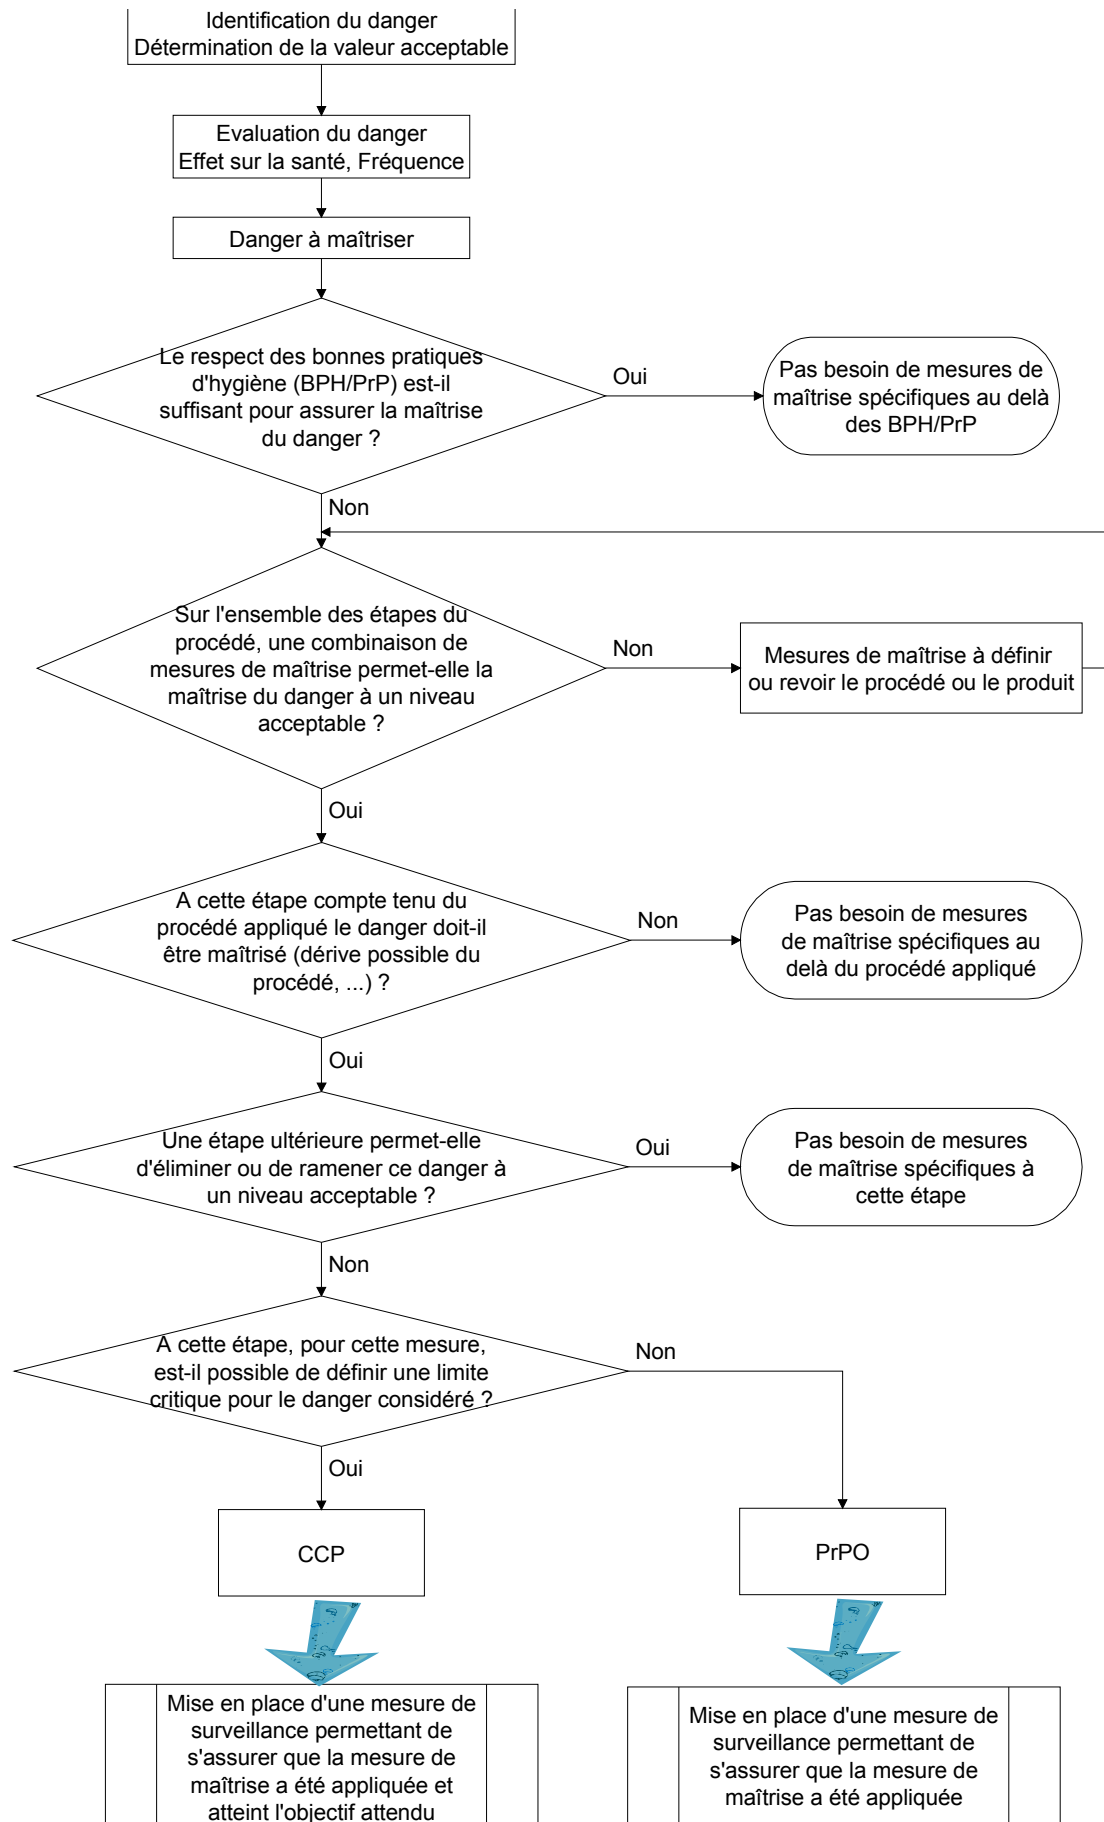 Identification du danger
Détermination de la valeur acceptable
Evaluation du danger
Effet sur la santé, Fréquence
Danger à maîtriser
Le respect des bonnes pratiques
d'hygiène (BPH/PrP) est-il
suffisant pour assurer la maîtrise
du danger ?
Oui
Pas besoin de mesures de
maîtrise spécifiques au delà
des BPH/PrP
Non
Sur l'ensemble des étapes du
procédé, une combinaison de
mesures de maîtrise permet-elle la
maîtrise du danger à un niveau
acceptable ?
Non
Mesures de maîtrise à définir
ou revoir le procédé ou le produit
Oui
A cette étape compte tenu du
procédé appliqué le danger doit-il
être maîtrisé (dérive possible du
procédé, ...) ?
Non
Pas besoin de mesures
de maîtrise spécifiques au
delà du procédé appliqué
Oui
Une étape ultérieure permet-elle
d'éliminer ou de ramener ce danger à
un niveau acceptable ?
Oui
Pas besoin de mesures
de maîtrise spécifiques à
cette étape
Non
A cette étape, pour cette mesure,
est-il possible de définir une limite
critique pour le danger considéré ?
Non
Oui
CCP
PrPO
Mise en place d'une mesure de
surveillance permettant de
s'assurer que la mesure de
maîtrise a été appliquée et
atteint l'objectif attendu
Mise en place d'une mesure de
surveillance permettant de
s'assurer que la mesure de
maîtrise a été appliquée